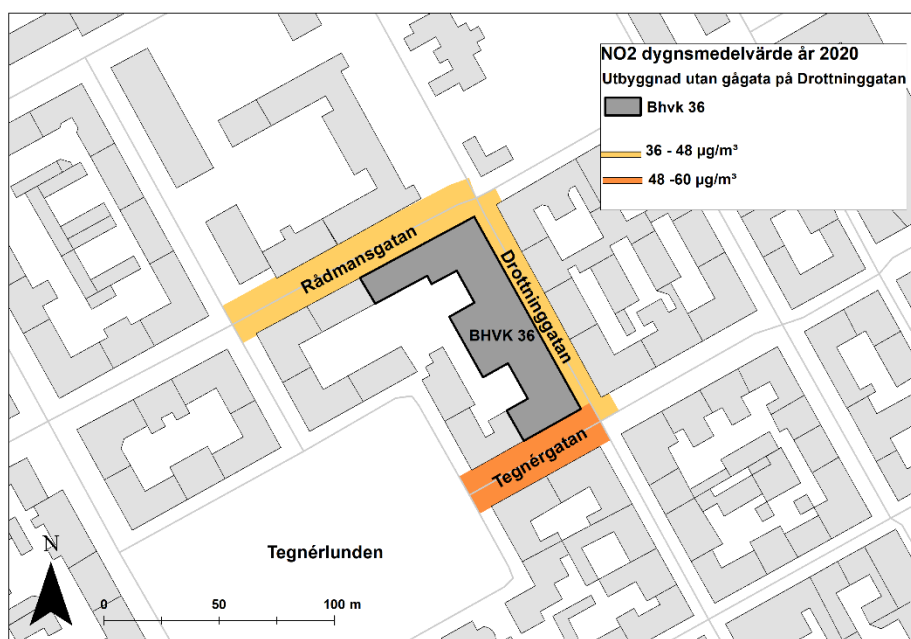 NO2 dygnsmedelvärde år 2020
Utbyggnad utan gågata på Drottninggatan
Bhvk 36
36 - 48 µg/m³
48 -60 µg/m³
Rådmansgatan
Drottninggatan
BHVK 36
Tegnérgatan
Tegnérlunden
N
0 50 100 m